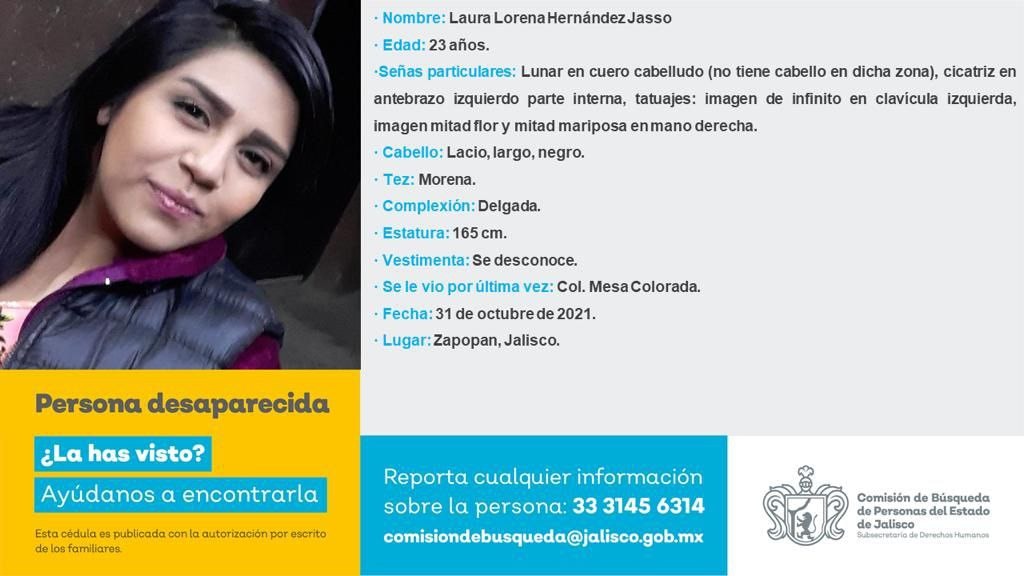 · Nombre: Laura Lorena Hernández Jasso
· Edad: 23 años.
·Señas particulares: Lunar en cuero cabelludo (no tiene cabello en dicha zona), cicatriz en
antebrazo izquierdo parte interna, tatuajes: imagen de infinito en clavícula izquierda,
imagen mitad flor y mitad mariposa en mano derecha.
· Cabello: Lacio, largo, negro.
· Tez: Morena.
· Complexión: Delgada.
· Estatura: 165 cm.
· Vestimenta: Se desconoce.
· Se le vio por última vez: Col. Mesa Colorada.
· Fecha: 31 de octubre de 2021.
· Lugar: Zapopan, Jalisco.
Persona desaparecida
¿La has visto?
Ayúdanos a encontrarla
Esta cédula es publicada con la autorización por escrito
de los familiares.
Reporta cualquier información
sobre la persona: 33 3145 6314
comisiondebusqueda@jalisco.gob.mx
Comisión de Búsqueda
de Personas del Estado
de Jalisco
Subsecretaría de Derechos Humanos